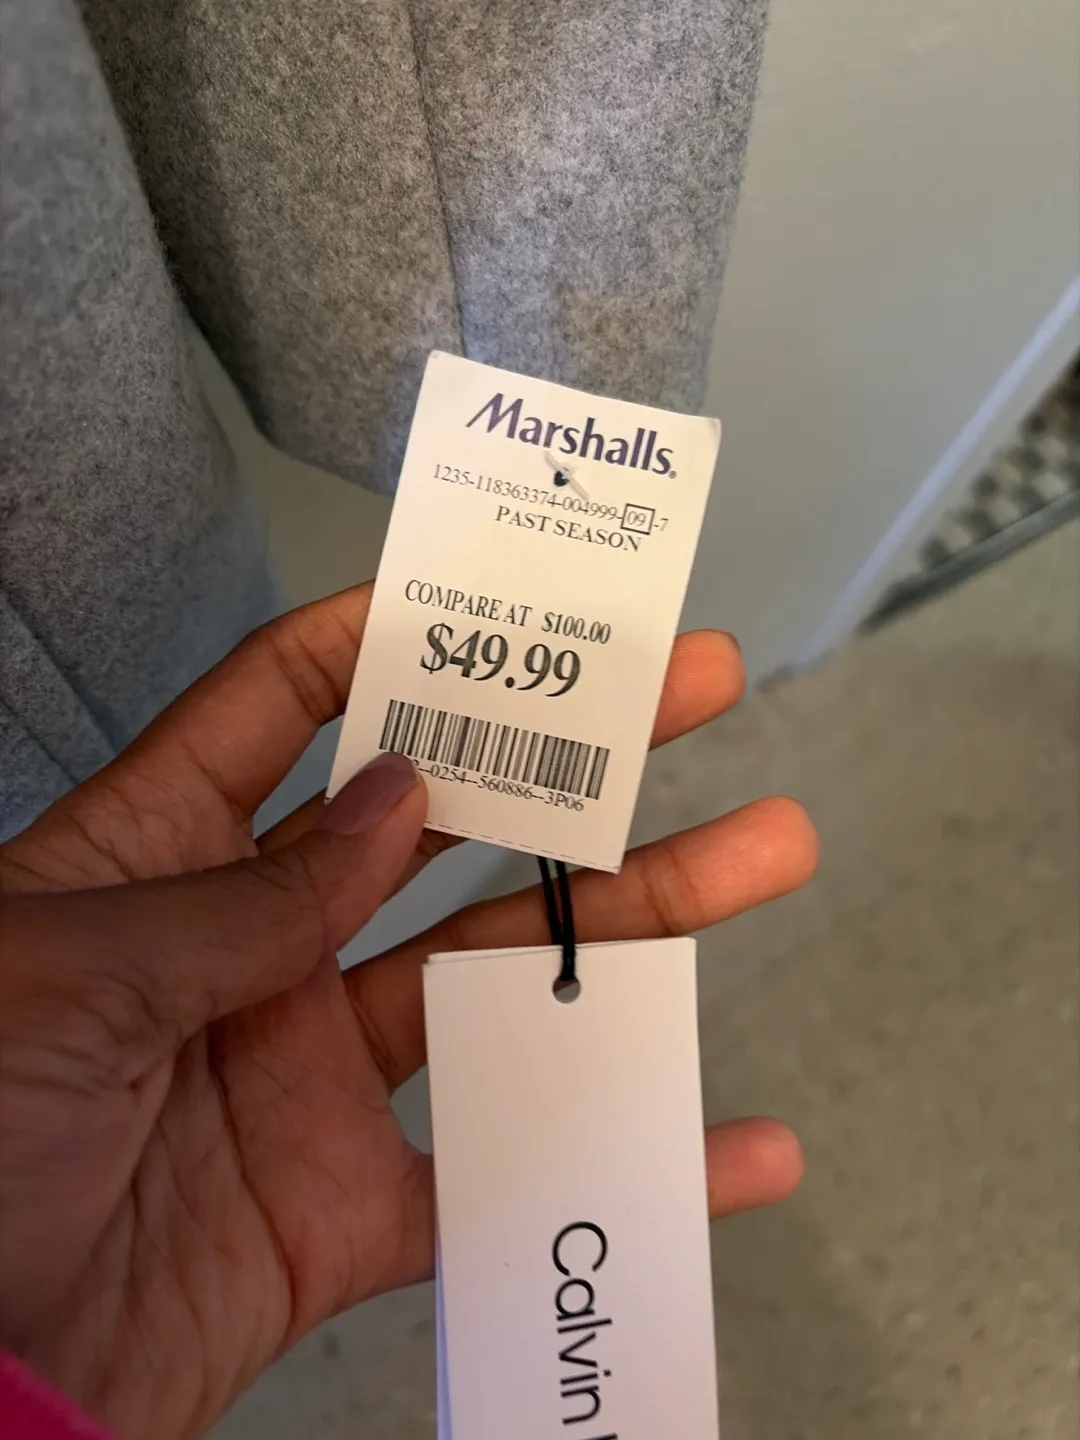 Marshalls.
1235-118363374-004999-09-7
PAST SEASON
COMPARE AT $100.00
$49.99
-0254--560886--3P06
Calvin